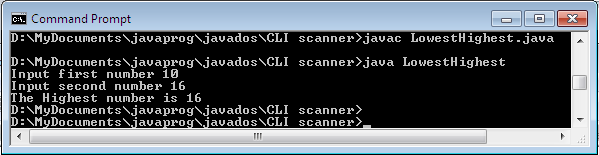 Command Prompt
D:\MyDocuments\javaprog\javados\CLI scanner>javac LowestHighest.java
D:\MyDocuments\javaprog\javados\CLI scanner>java LowestHighest
Input first number 10
Input second number 16
The Highest number is 16
D:\MyDocuments\javaprog\javados\CLI scanner>
D:\MyDocuments\javaprog\javados\CLI scanner>_